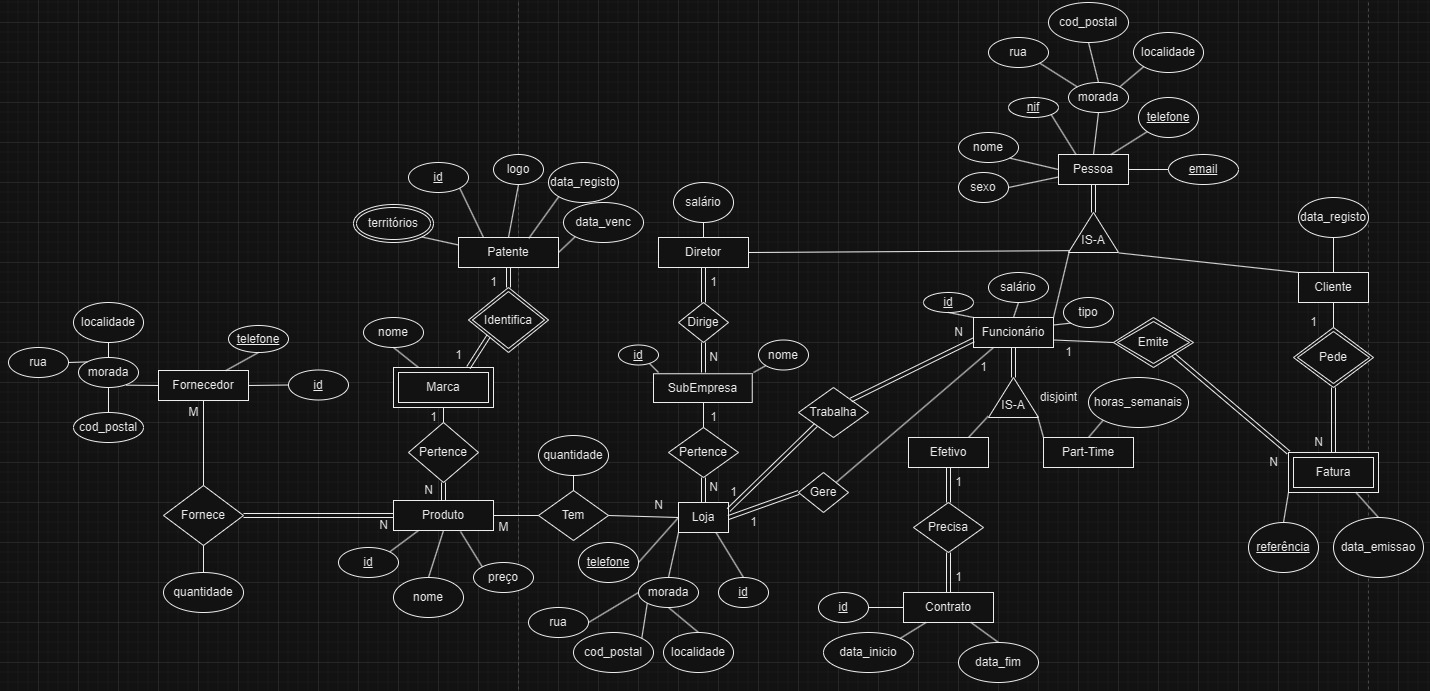 cod_postal
rua
localidade
morada
nif
telefone
nome
Pessoa
email
sexo
IS-A
id
logo
data_registo
territórios
data_venc
Patente
salário
Diretor
data_registo
Cliente
1
1
Identifica
1
Dirige
N
id
salário
tipo
N
Funcionário
1
1
Emite
1
Pede
N
localidade
rua
morada
cod_postal
telefone
Fornecedor
id
M
nome
Marca
1
id
nome
SubEmpresa
1
Trabalha
IS-A
disjoint
horas_semanais
Pertence
N
quantidade
Pertence
N
Efetivo
Part-Time
1
N
Fatura
Fornece
N
Produto
M
Tem
N
Loja
1
1
Gere
Precisa
1
referência
data_emissao
quantidade
id
nome
preço
telefone
morada
id
rua
cod_postal
localidade
id
Contrato
data_inicio
data_fim